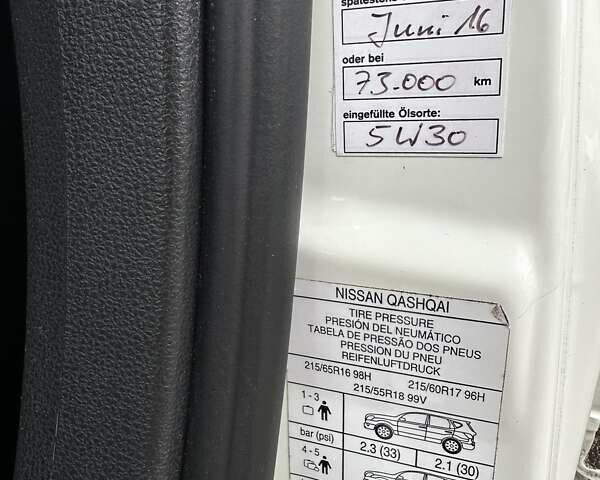 spätestens
Juni 16
oder bei
73.000 km
eingefüllte Ölsorte:
5W30
NISSAN QASHQAI
TIRE PRESSURE
PRESIÓN DEL NEUMÁTICO
TABELA DE PRESSÃO DOS PNEUS
PRESSION DU PNEU
REIFENLUFTDRUCK
215/65R16 98H 215/60R17 96H
215/55R18 99V
1 - 3
bar (psi) 2.3 (33) 2.1 (30)
4 - 5